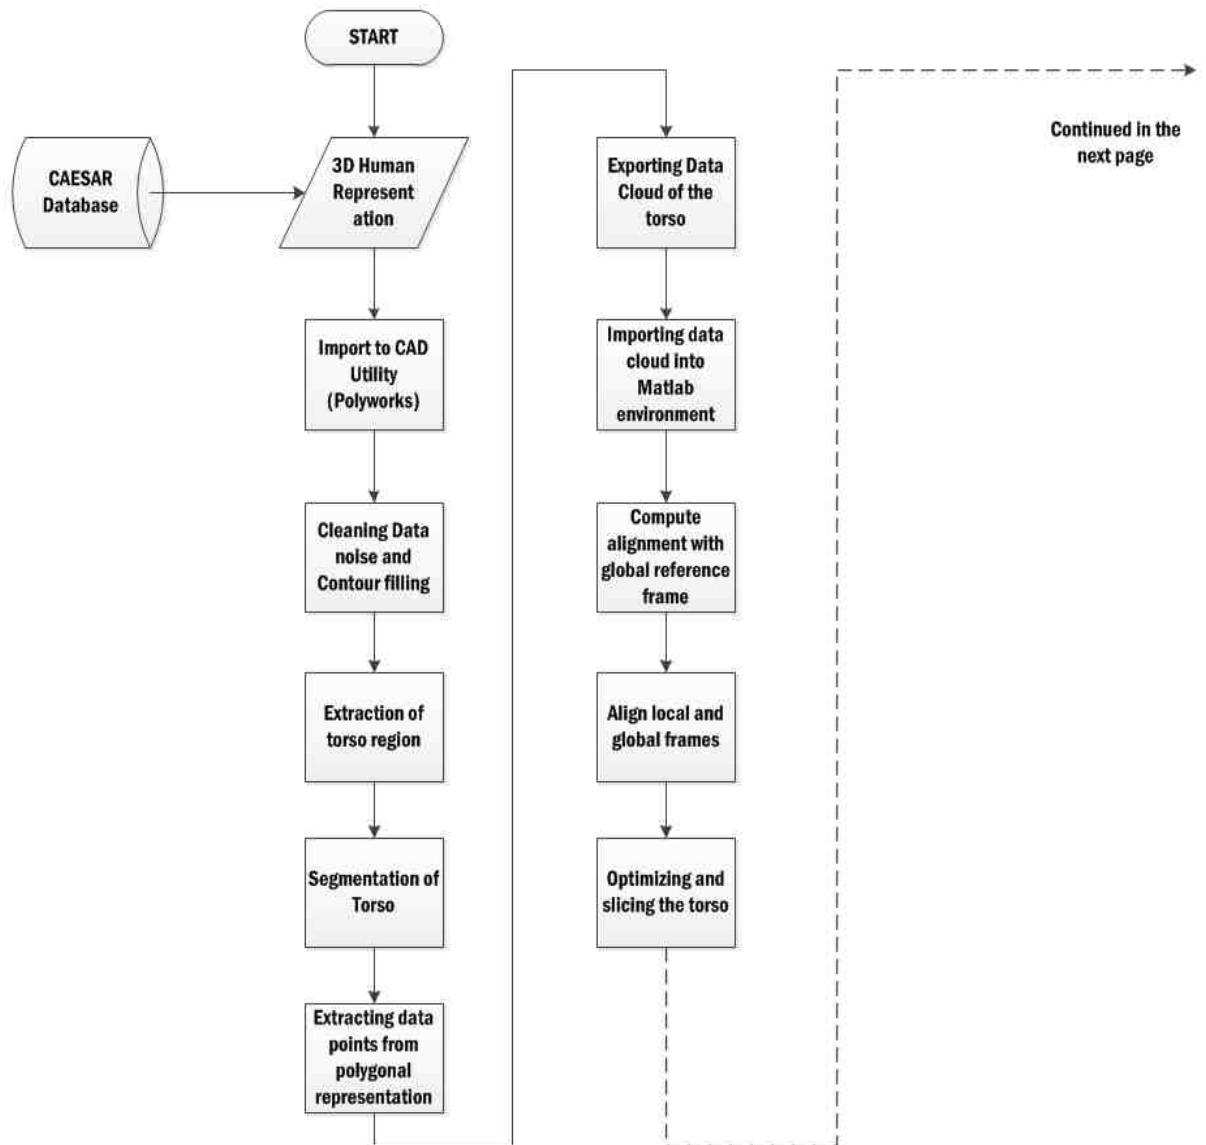 START
CAESAR
Database
3D Human
Represent
ation
Import to CAD
Utility
(Polyworks)
Cleaning Data
noise and
Contour filling
Extraction of
torso region
Segmentation of
Torso
Extracting data
points from
polygonal
representation
Exporting Data
Cloud of the
torso
Importing data
cloud into
Matlab
environment
Compute
alignment with
global reference
frame
Align local and
global frames
Optimizing and
slicing the torso
Continued in the
next page